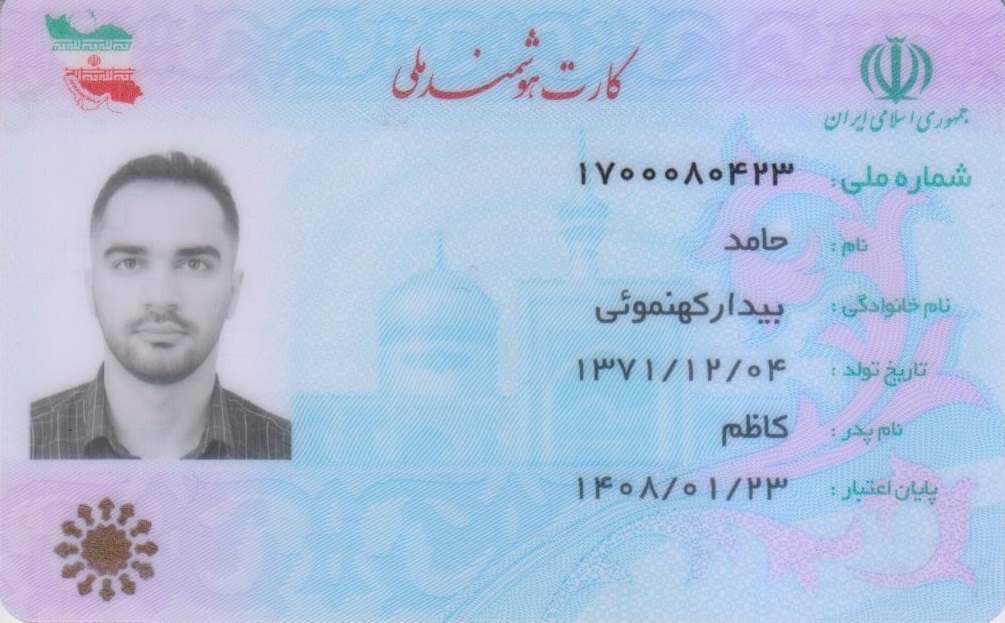 کارت هوشمند ملی
جمهوری اسلامی ایران
شماره ملی: ۱۷۰۰۰۸۰۴۲۳
نام : حامد
نام خانوادگی : بیدارکهنموئی
تاریخ تولد : ۱۳۷۱/۱۲/۰۴
نام پدر : کاظم
پایان اعتبار : ۱۴۰۸/۰۱/۲۳